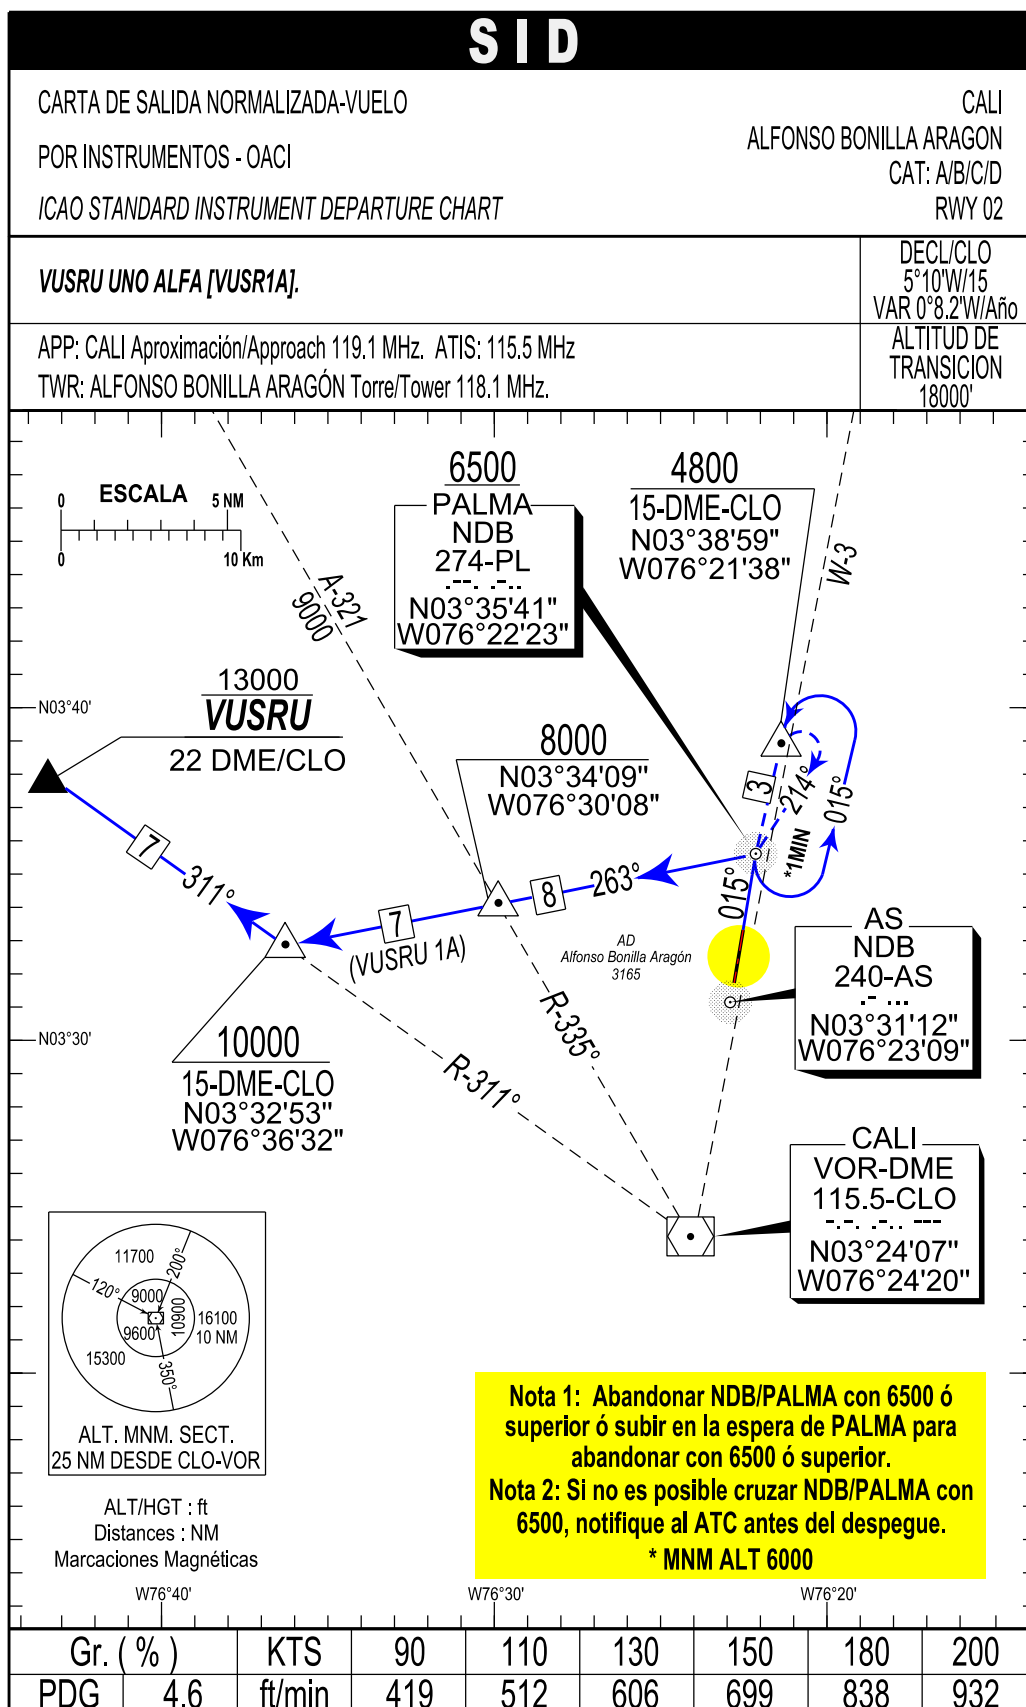 SID
CARTA DE SALIDA NORMALIZADA-VUELO
POR INSTRUMENTOS - OACI
ICAO STANDARD INSTRUMENT DEPARTURE CHART
CALI
ALFONSO BONILLA ARAGON
CAT: A/B/C/D
RWY 02
VUSRU UNO ALFA [VUSR1A].
DECL/CLO
5°10'W/15
VAR 0°8.2'W/Año
APP: CALI Aproximación/Approach 119.1 MHz. ATIS: 115.5 MHz
TWR: ALFONSO BONILLA ARAGÓN Torre/Tower 118.1 MHz.
ALTITUD DE
TRANSICION
18000'
0 ESCALA 5 NM
0 10 Km
6500
PALMA
NDB
274-PL
.--. .-..
N03°35'41"
W076°22'23"
4800
15-DME-CLO
N03°38'59"
W076°21'38"
W-3
A-321
9000
N03°40'
13000
VUSRU
22 DME/CLO
8000
N03°34'09"
W076°30'08"
3
214°
015°
*1MIN
7
311°
8
263°
015°
7
(VUSRU 1A)
AD
Alfonso Bonilla Aragón
3165
AS
NDB
240-AS
.- ...
N03°31'12"
W076°23'09"
N03°30'
10000
15-DME-CLO
N03°32'53"
W076°36'32"
R-335°
R-311°
CALI
VOR-DME
115.5-CLO
-.-. .-.. ---
N03°24'07"
W076°24'20"
11700
200°
120°
9000
10900
16100
10 NM
9600
15300
350°
ALT. MNM. SECT.
25 NM DESDE CLO-VOR
ALT/HGT : ft
Distances : NM
Marcaciones Magnéticas
Nota 1: Abandonar NDB/PALMA con 6500 ó
superior ó subir en la espera de PALMA para
abandonar con 6500 ó superior.
Nota 2: Si no es posible cruzar NDB/PALMA con
6500, notifique al ATC antes del despegue.
* MNM ALT 6000
W76°40' W76°30' W76°20'
Gr. ( % ) KTS 90 110 130 150 180 200
PDG 4.6 ft/min 419 512 606 699 838 932